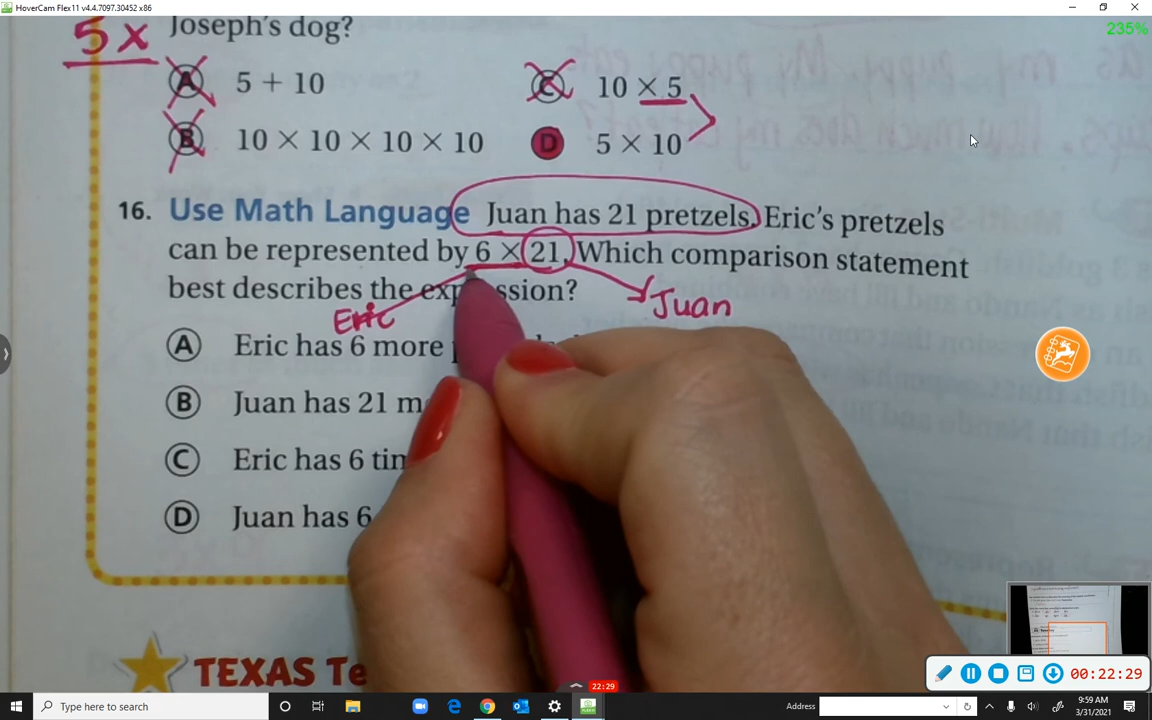 HoverCam Flex11 v4.4.7097.30452 x86
235%
5 x Joseph's dog?
A 5 + 10
C 10 × 5
B 10 × 10 × 10 × 10
D 5 × 10
16. Use Math Language Juan has 21 pretzels. Eric's pretzels
can be represented by 6 × 21. Which comparison statement
best describes the expression?
Eric
Juan
A Eric has 6 more
B Juan has 21 m
C Eric has 6 tim
D Juan has 6
TEXAS Te
00:22:29
22:29
Type here to search
Address
9:59 AM
3/31/2021